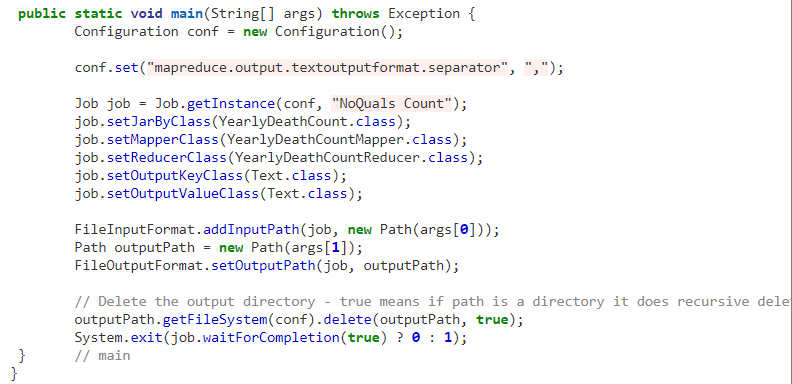 public static void main(String[] args) throws Exception {
Configuration conf = new Configuration();
conf.set("mapreduce.output.textoutputformat.separator", ",");
Job job = Job.getInstance(conf, "NoQuals Count");
job.setJarByClass(YearlyDeathCount.class);
job.setMapperClass(YearlyDeathCountMapper.class);
job.setReducerClass(YearlyDeathCountReducer.class);
job.setOutputKeyClass(Text.class);
job.setOutputValueClass(Text.class);
FileInputFormat.addInputPath(job, new Path(args[0]));
Path outputPath = new Path(args[1]);
FileOutputFormat.setOutputPath(job, outputPath);
// Delete the output directory - true means if path is a directory it does recursive dele
outputPath.getFileSystem(conf).delete(outputPath, true);
System.exit(job.waitForCompletion(true) ? 0 : 1);
} // main
}